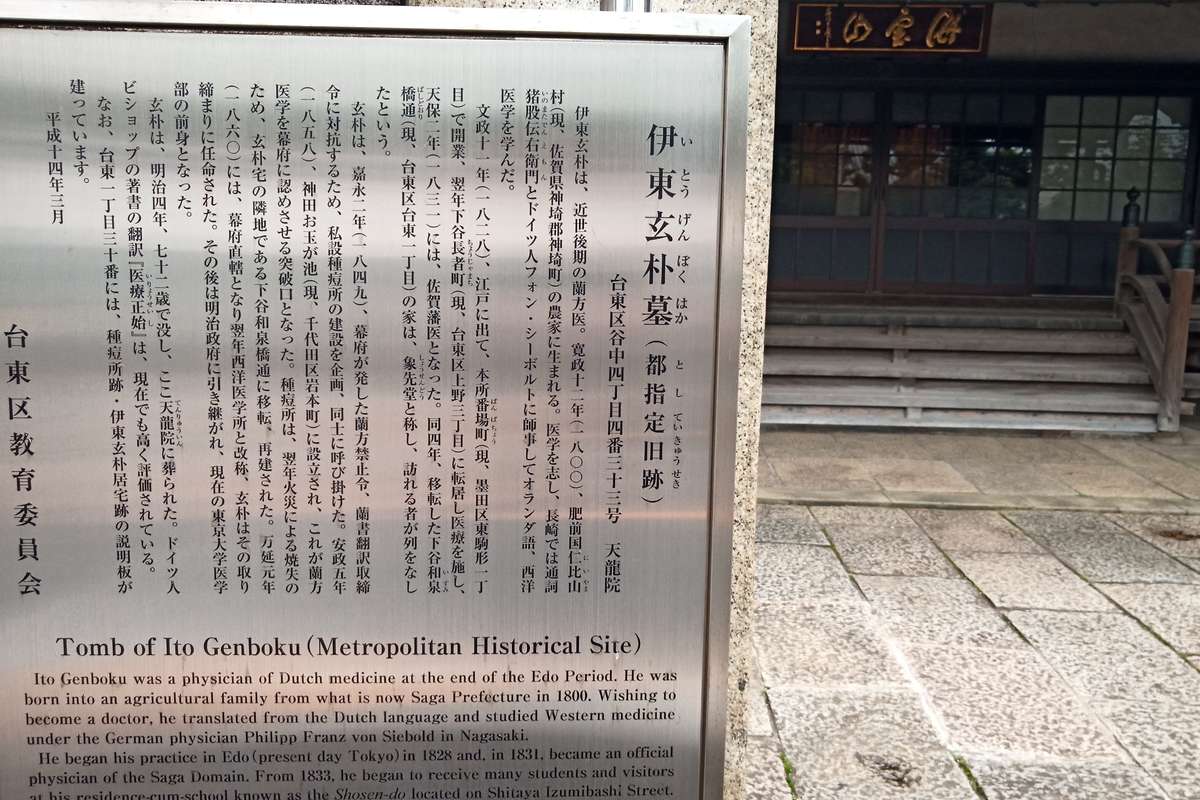 伊東玄朴墓（都指定旧跡）
いとうげんぼくはか　としていきゅうせき
台東区谷中四丁目四番三十三号　天龍院
伊東玄朴は、近世後期の蘭方医。寛政十二年（一八〇〇）、肥前国仁比山
村（現、佐賀県神埼郡神埼町）の農家に生まれる。医学を志し、長崎では通詞
猪股伝右衛門とドイツ人フォン・シーボルトに師事してオランダ語、西洋
医学を学んだ。
文政十一年（一八二八）、江戸に出て、本所番場町（現、墨田区東駒形一丁
目）で開業、翌年下谷長者町（現、台東区上野三丁目）に転居し医療を施し、
天保二年（一八三一）には、佐賀藩医となった。同四年、移転した下谷和泉
橋通（現、台東区台東一丁目）の家は、象先堂と称し、訪れる者が列をなし
たという。
玄朴は、嘉永二年（一八四九）、幕府が発した蘭方禁止令、蘭書翻訳取締
令に対抗するため、私設種痘所の建設を企画、同士に呼び掛けた。安政五年
（一八五八）、神田お玉が池（現、千代田区岩本町）に設立され、これが蘭方
医学を幕府に認めさせる突破口となった。種痘所は、翌年火災による焼失の
ため、玄朴宅の隣地である下谷和泉橋通に移転、再建された。万延元年
（一八六〇）には、幕府直轄となり翌年西洋医学所と改称、玄朴はその取り
締まりに任命された。その後は明治政府に引き継がれ、現在の東京大学医学
部の前身となった。
玄朴は、明治四年、七十二歳で没し、ここ天龍院に葬られた。ドイツ人
ビショップの著書の翻訳『医療正始』は、現在でも高く評価されている。
なお、台東一丁目三十番には、種痘所跡・伊東玄朴居宅跡の説明板が
建っています。
平成十四年三月
台東区教育委員会
Tomb of Ito Genboku (Metropolitan Historical Site)
Ito Genboku was a physician of Dutch medicine at the end of the Edo Period. He was
born into an agricultural family from what is now Saga Prefecture in 1800. Wishing to
become a doctor, he translated from the Dutch language and studied Western medicine
under the German physician Philipp Franz von Siebold in Nagasaki.
He began his practice in Edo (present day Tokyo) in 1828 and, in 1831, became an official
physician of the Saga Domain. From 1833, he began to receive many students and visitors
at his residence-cum-school known as the Shosen-do located on Shitaya Izumibashi Street.